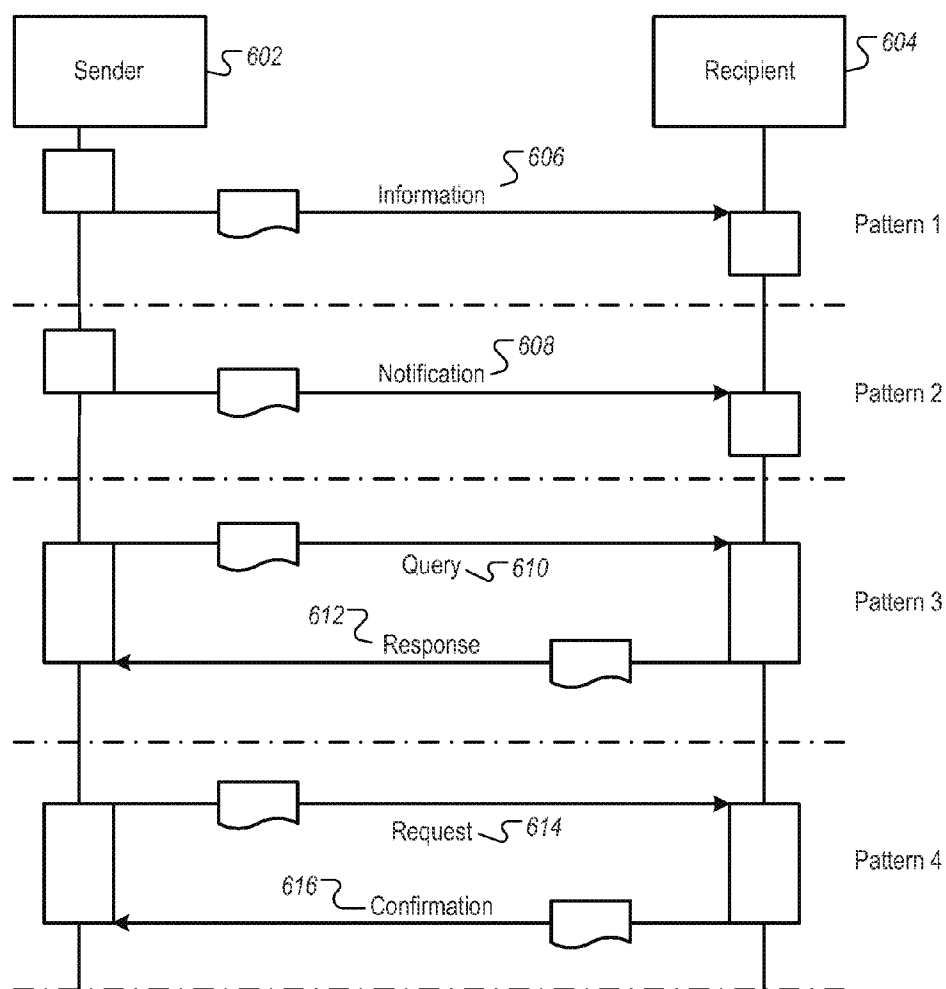 Sender
602
Recipient
604
Information
606
Pattern 1
Notification
608
Pattern 2
Query
610
Pattern 3
612
Response
Request
614
Pattern 4
616
Confirmation